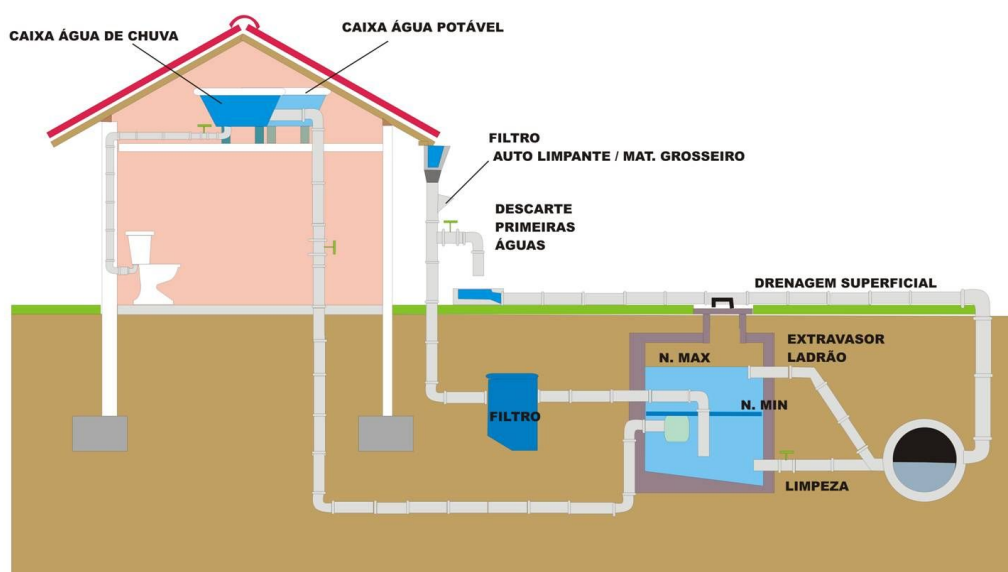 CAIXA ÁGUA DE CHUVA
CAIXA ÁGUA POTÁVEL
FILTRO
AUTO LIMPANTE / MAT. GROSSEIRO
DESCARTE
PRIMEIRAS
ÁGUAS
DRENAGEM SUPERFICIAL
EXTRAVASOR
LADRÃO
N. MAX
N. MIN
FILTRO
LIMPEZA